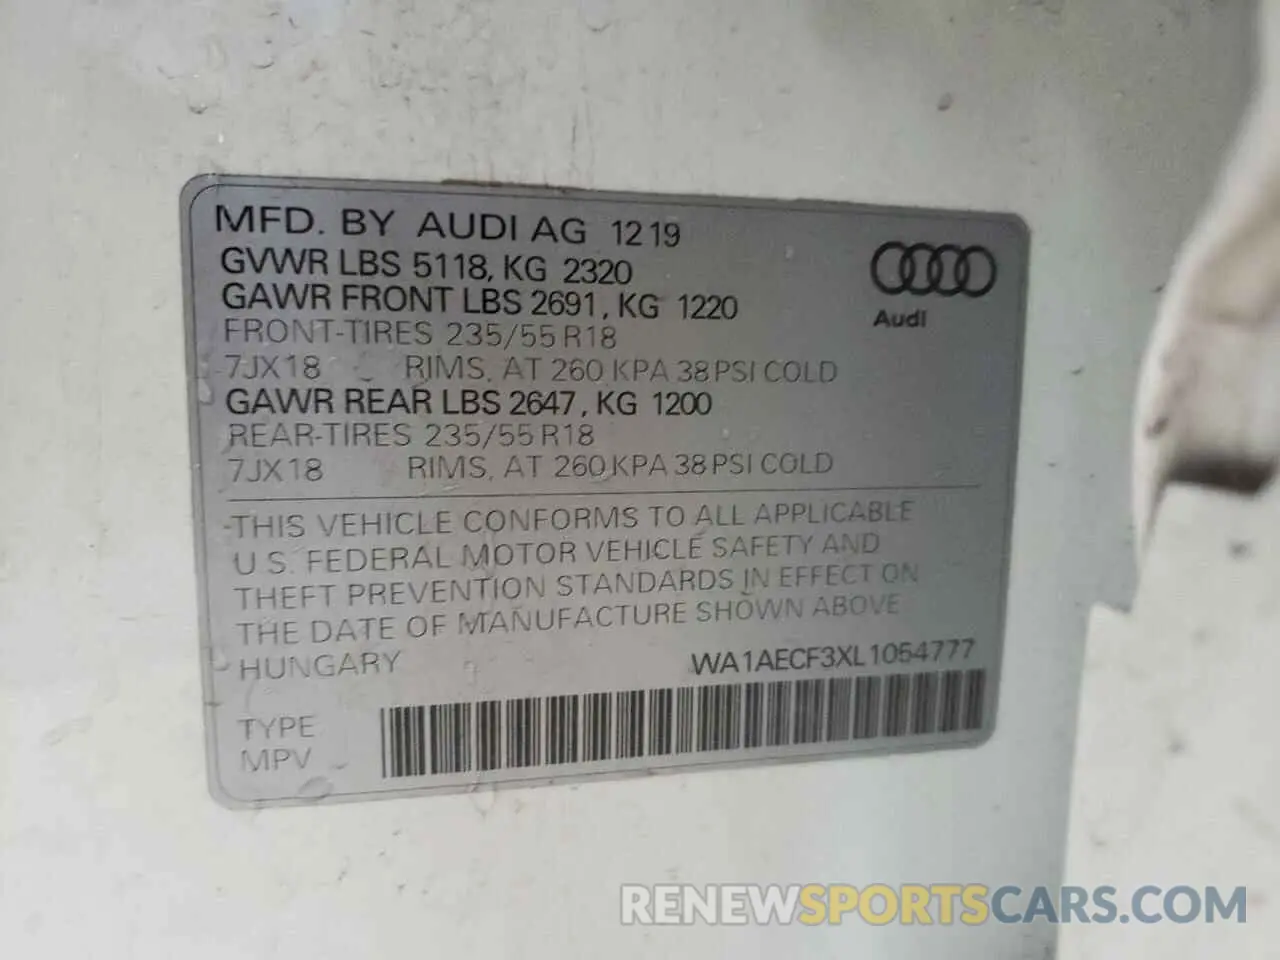 MFD. BY AUDI AG 12 19
GVWR LBS 5118, KG 2320
GAWR FRONT LBS 2691, KG 1220
FRONT-TIRES 235/55 R18
7JX18 RIMS, AT 260 KPA 38 PSI COLD
GAWR REAR LBS 2647, KG 1200
REAR-TIRES 235/55 R18
7JX18 RIMS, AT 260 KPA 38 PSI COLD
Audi
-THIS VEHICLE CONFORMS TO ALL APPLICABLE
U.S. FEDERAL MOTOR VEHICLE SAFETY AND
THEFT PREVENTION STANDARDS IN EFFECT ON
THE DATE OF MANUFACTURE SHOWN ABOVE
HUNGARY WA1AECF3XL1054777
TYPE
MPV
RENEWSPORTSCARS.COM